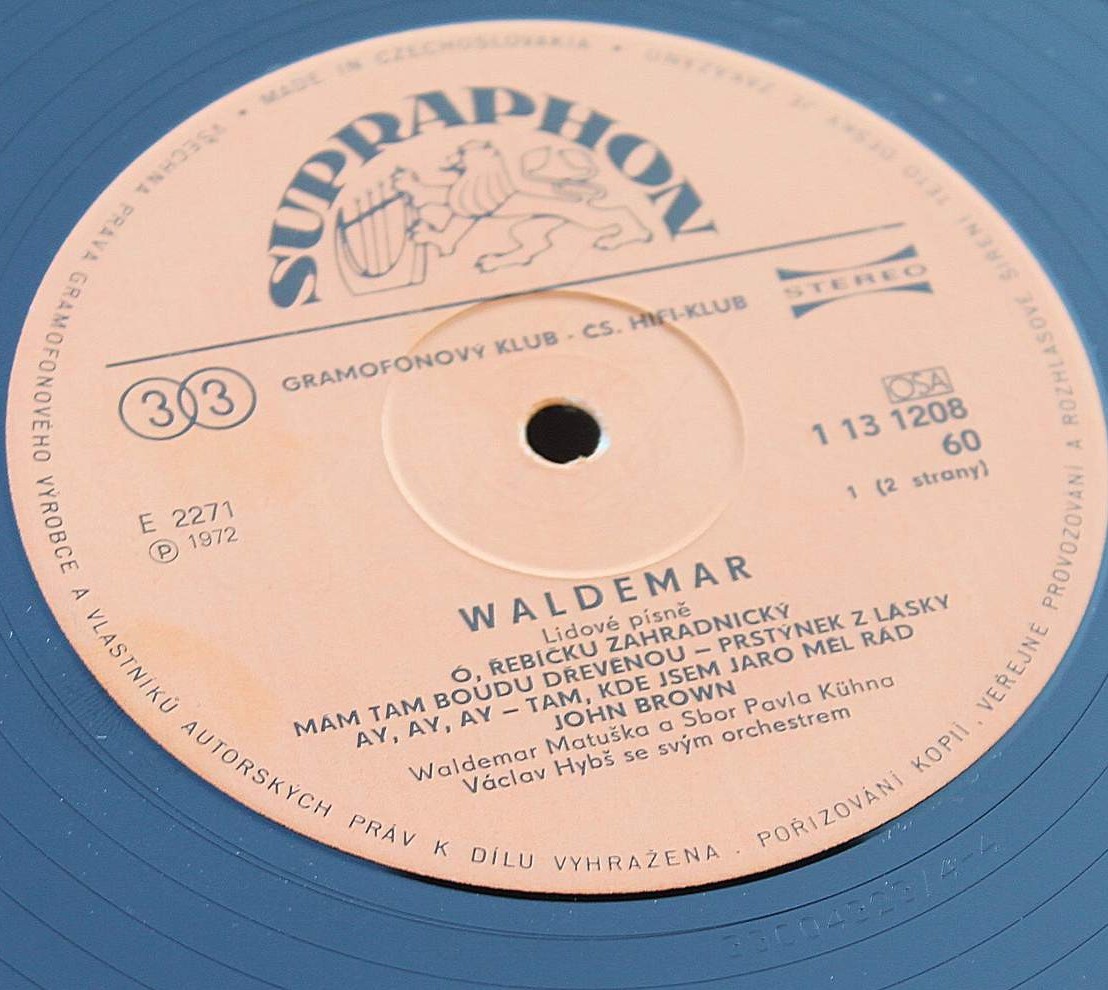 SUPRAPHON
STEREO
33
GRAMOFONOVÝ KLUB · ČS. HIFI-KLUB
OSA
1 13 1208
60
1 (2 strany)
E 2271
Ⓟ 1972
WALDEMAR
Lidové písně
Ó, ŘEBÍČKU ZAHRADNICKÝ
MÁM TAM BOUDU DŘEVĚNOU – PRSTÝNEK Z LÁSKY
AY, AY, AY – TAM, KDE JSEM JARO MĚL RÁD
JOHN BROWN
Waldemar Matuška a Sbor Pavla Kühna
Václav Hybš se svým orchestrem
MADE IN CZECHOSLOVAKIA • VŠECHNA PRÁVA GRAMOFONOVÉHO VÝROBCE A VLASTNÍKŮ AUTORSKÝCH PRÁV K DÍLU VYHRAŽENA . POŘIZOVÁNÍ KOPIÍ . VEŘEJNÉ PROVOZOVÁNÍ A ROZHLASOVÉ ŠÍŘENÍ TÉTO DESKY JE ZAKÁZÁNO